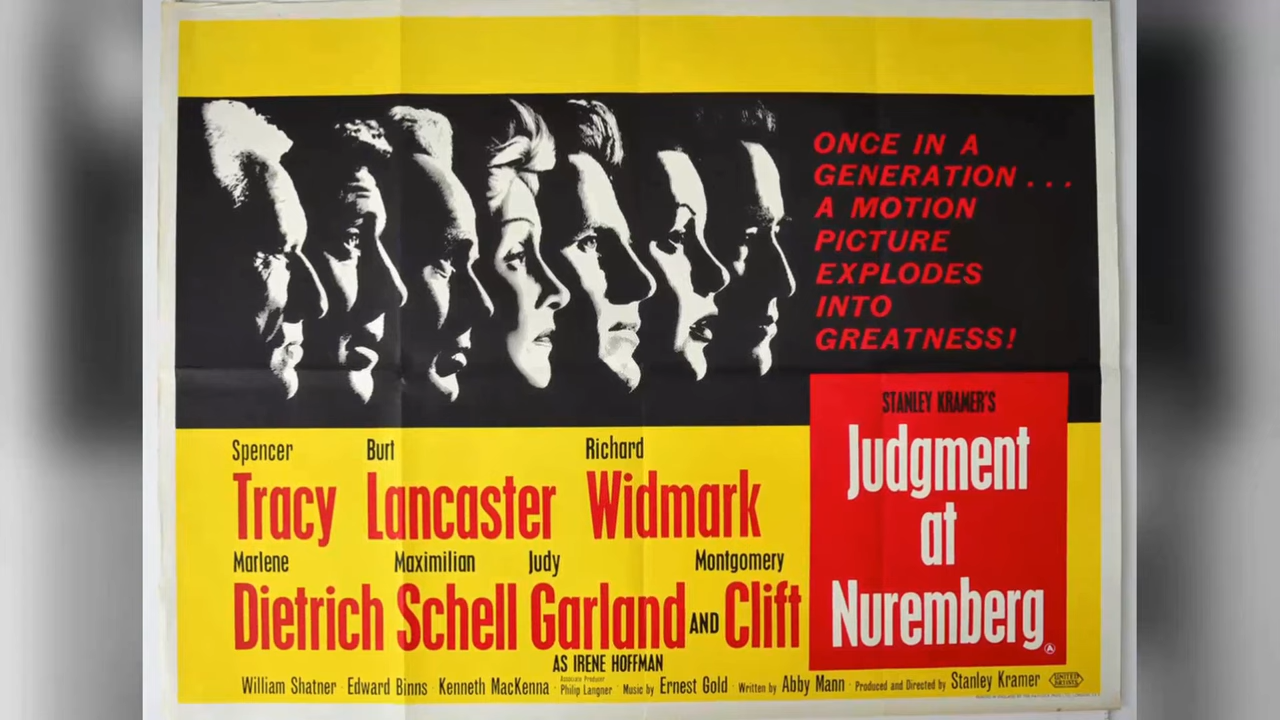 ONCE IN A
GENERATION . . .
A MOTION
PICTURE
EXPLODES
INTO
GREATNESS!
STANLEY KRAMER'S
Judgment
at
Nuremberg
A
Spencer Burt Richard
Tracy Lancaster Widmark
Marlene Maximilian Judy Montgomery
Dietrich Schell Garland AND Clift
AS IRENE HOFFMAN
William Shatner · Edward Binns · Kenneth MacKenna · Associate Producer Philip Langner · Music by Ernest Gold · Written by Abby Mann · Produced and Directed by Stanley Kramer
UNITED ARTISTS